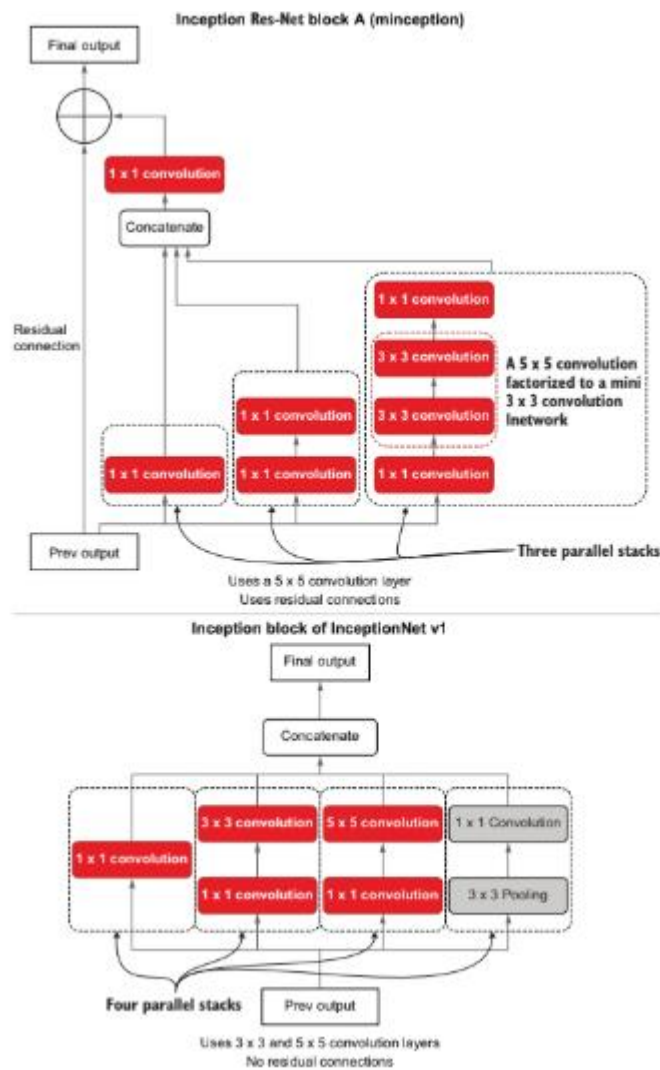 Inception Res-Net block A (minception)
Final output
1 x 1 convolution
Concatenate
Residual
connection
1 x 1 convolution
3 x 3 convolution
3 x 3 convolution
1 x 1 convolution
A 5 x 5 convolution
factorized to a mini
3 x 3 convolution
lnetwork
1 x 1 convolution
1 x 1 convolution
1 x 1 convolution
Prev output
Three parallel stacks
Uses a 5 x 5 convolution layer
Uses residual connections
Inception block of InceptionNet v1
Final output
Concatenate
1 x 1 convolution
3 x 3 convolution
1 x 1 convolution
5 x 5 convolution
1 x 1 convolution
1 x 1 Convolution
3 x 3 Pooling
Four parallel stacks
Prev output
Uses 3 x 3 and 5 x 5 convolution layers
No residual connections